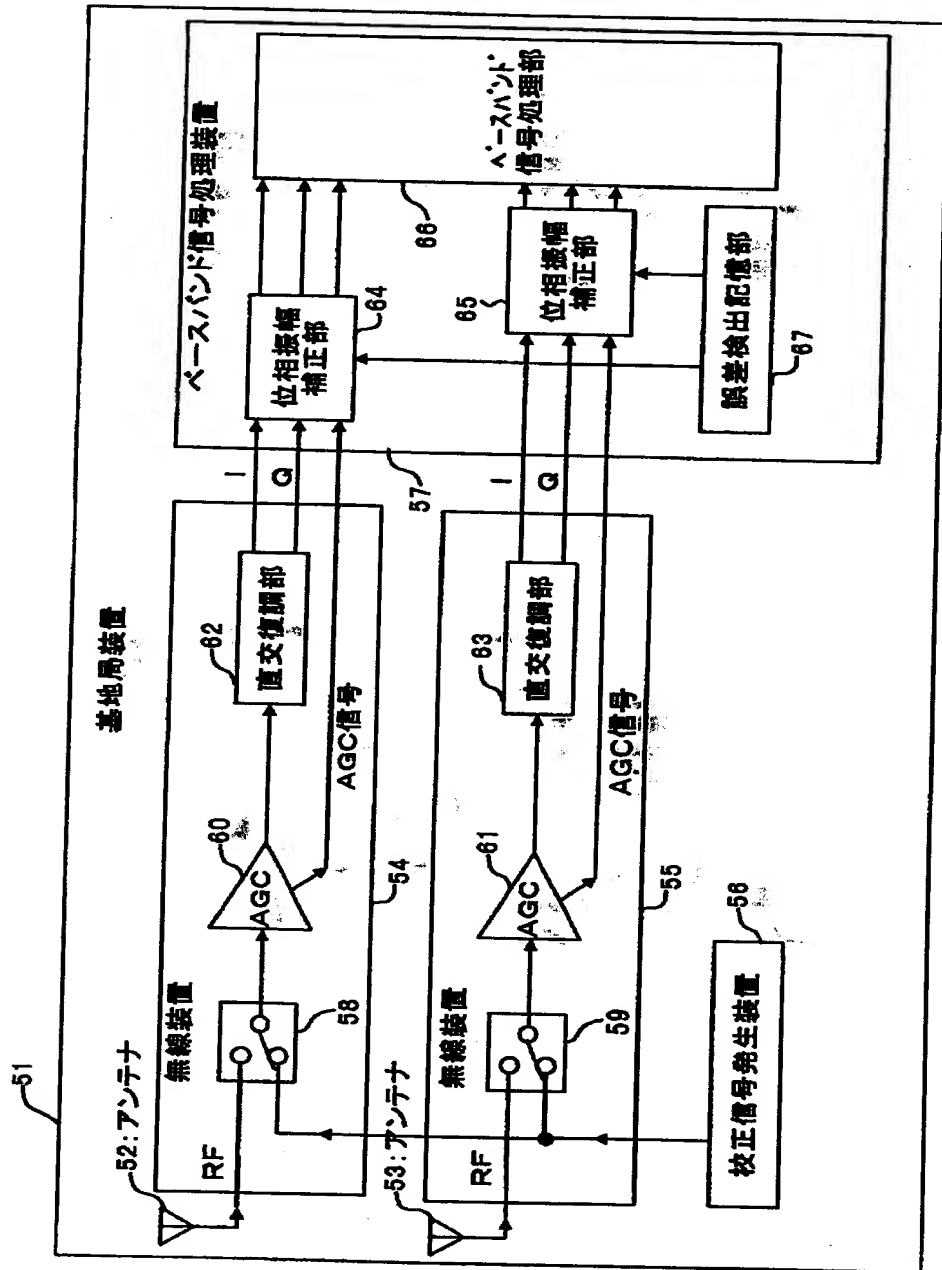 51
基地局装置
52:アンテナ
無線装置
RF
58
AGC
60
AGC信号
62
直交復調部
54
I
Q
57
ベースバンド信号処理装置
位相振幅
補正部
64
66
ベースバンド
信号処理部
53:アンテナ
無線装置
RF
59
AGC
61
AGC信号
63
直交復調部
55
I
Q
65
位相振幅
補正部
誤差検出記憶部
67
56
校正信号発生装置